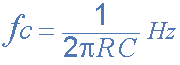 fc = 1/2πRC Hz